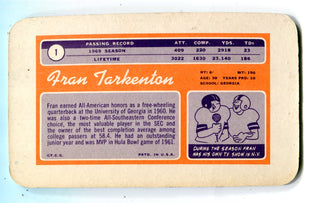 1
PASSING RECORD ATT. COMP. YDS. TDs
1969 SEASON 409 220 2918 23
LIFETIME 3022 1630 23,140 186
Fran Tarkenton
HT: 6' WT: 190
AGE: 30 YEARS PRO: 10
SCHOOL: GEORGIA
Fran earned All-American honors as a free-wheeling
quarterback at the University of Georgia in 1960. He
was also a two-time All-Southeastern Conference
choice, the most valuable player in the SEC and
the owner of the best completion average among
college passers at 58.4. He had an outstanding
junior year and was MVP in Hula Bowl game of 1961.
©T.C.G. PRTD. IN U.S.A.
DURING THE SEASON FRAN
HAS HIS OWN TV SHOW IN N.Y.